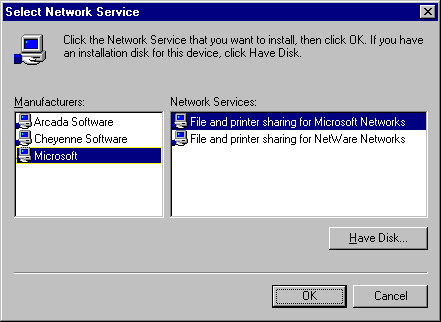 Select Network Service
Click the Network Service that you want to install, then click OK. If you have
an installation disk for this device, click Have Disk.
Manufacturers:
Arcada Software
Cheyenne Software
Microsoft
Network Services:
File and printer sharing for Microsoft Networks
File and printer sharing for NetWare Networks
Have Disk...
OK
Cancel